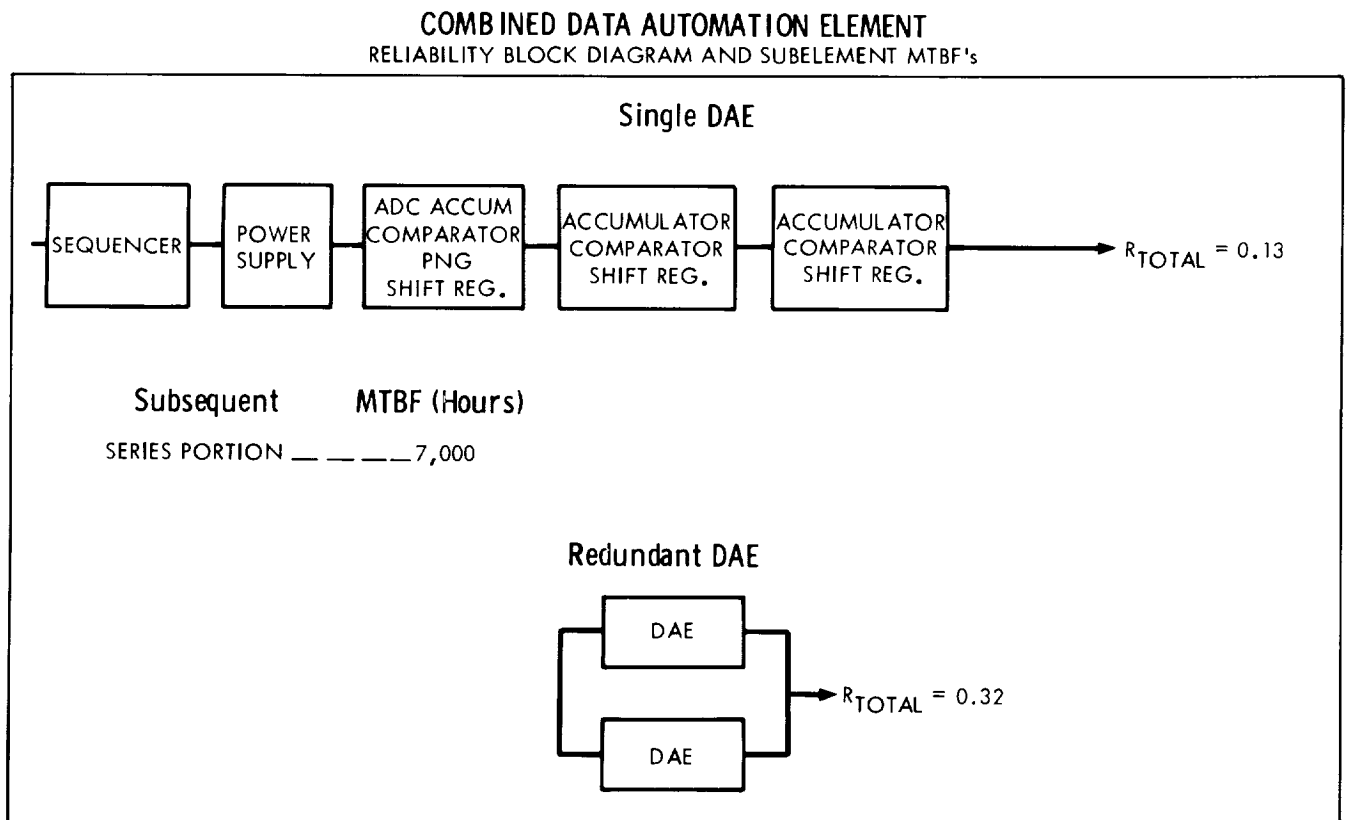 COMBINED DATA AUTOMATION ELEMENT
RELIABILITY BLOCK DIAGRAM AND SUBELEMENT MTBF's
Single DAE
SEQUENCER
POWER
SUPPLY
ADC ACCUM
COMPARATOR
PNG
SHIFT REG.
ACCUMULATOR
COMPARATOR
SHIFT REG.
ACCUMULATOR
COMPARATOR
SHIFT REG.
RTOTAL = 0.13
Subsequent MTBF (Hours)
SERIES PORTION _ _ _ _ 7,000
Redundant DAE
DAE
DAE
RTOTAL = 0.32